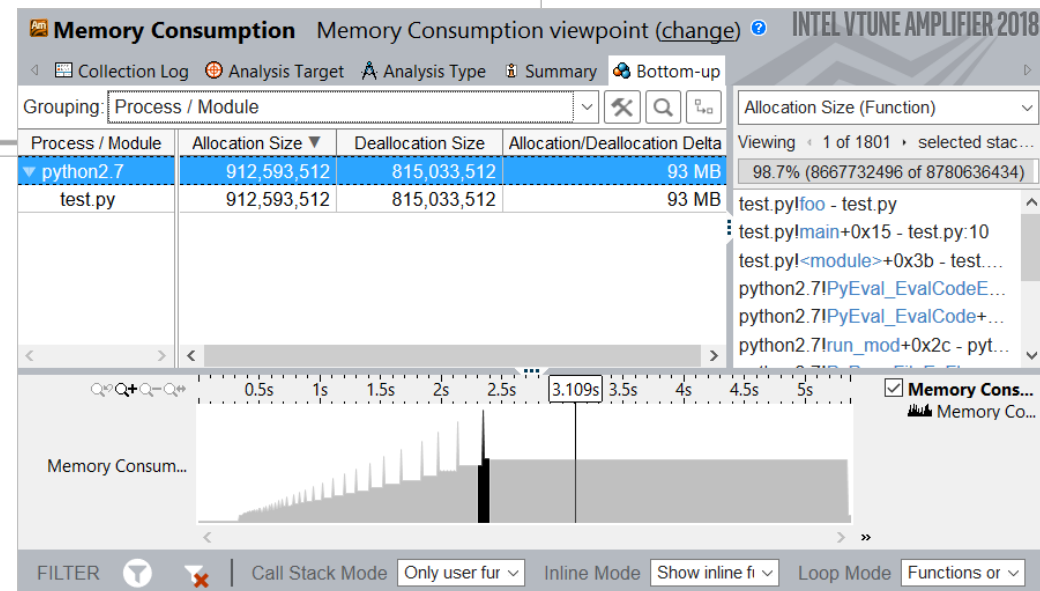 Memory Consumption Memory Consumption viewpoint (change) ? INTEL VTUNE AMPLIFIER 2018
Collection Log Analysis Target Analysis Type Summary Bottom-up
Grouping: Process / Module
Process / Module Allocation Size ▼ Deallocation Size Allocation/Deallocation Delta
python2.7 912,593,512 815,033,512 93 MB
test.py 912,593,512 815,033,512 93 MB
Allocation Size (Function)
Viewing 1 of 1801 selected stac...
98.7% (8667732496 of 8780636434)
test.py!foo - test.py
test.py!main+0x15 - test.py:10
test.py!<module>+0x3b - test....
python2.7!PyEval_EvalCodeE...
python2.7!PyEval_EvalCode+...
python2.7!run_mod+0x2c - pyt...
0.5s 1s 1.5s 2s 2.5s 3.109s 3.5s 4s 4.5s 5s
Memory Consum...
Memory Cons...
Memory Co...
FILTER Call Stack Mode Only user fur Inline Mode Show inline Loop Mode Functions or